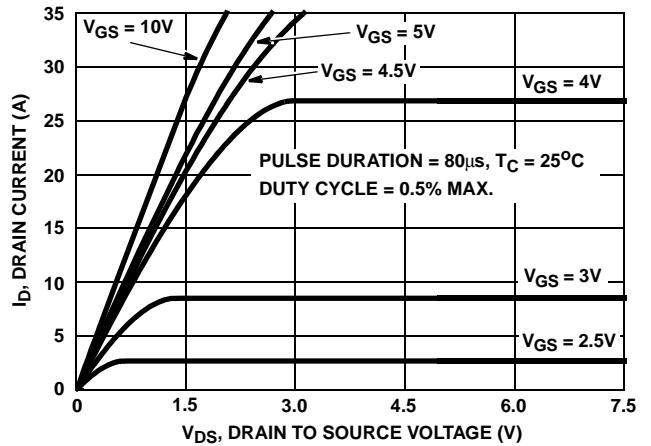 I_D, DRAIN CURRENT (A)
35
30
25
20
15
10
5
0
V_GS = 10V
V_GS = 5V
V_GS = 4.5V
V_GS = 4V
PULSE DURATION = 80μs, T_C = 25°C
DUTY CYCLE = 0.5% MAX.
V_GS = 3V
V_GS = 2.5V
0 1.5 3.0 4.5 6.0 7.5
V_DS, DRAIN TO SOURCE VOLTAGE (V)